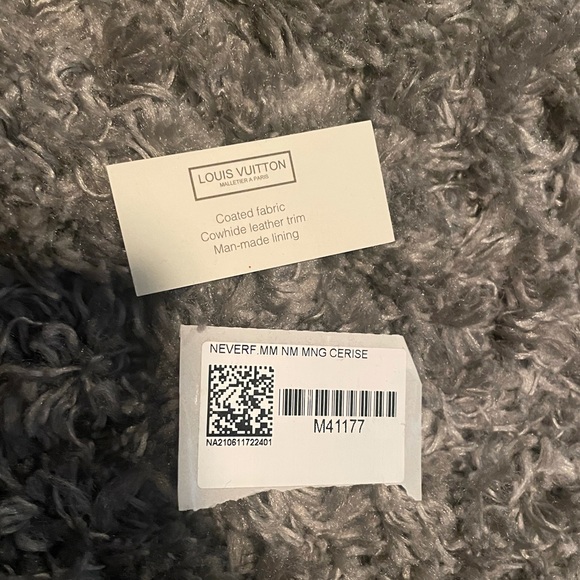 LOUIS VUITTON
MALLETIER A PARIS
Coated fabric
Cowhide leather trim
Man-made lining
NEVERF.MM NM MNG CERISE
M41177
NA210611722401